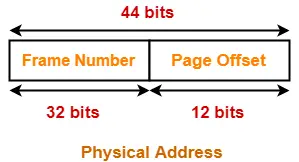 44 bits
Frame Number Page Offset
32 bits 12 bits
Physical Address